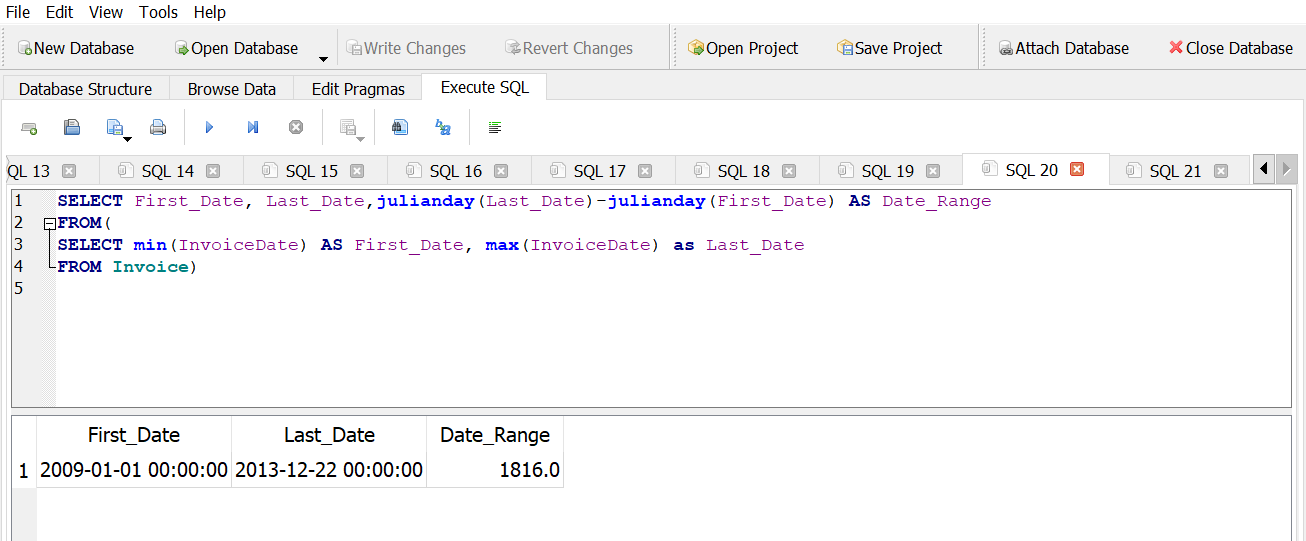 File Edit View Tools Help
New Database Open Database Write Changes Revert Changes Open Project Save Project Attach Database Close Database
Database Structure Browse Data Edit Pragmas Execute SQL
QL 13 SQL 14 SQL 15 SQL 16 SQL 17 SQL 18 SQL 19 SQL 20 SQL 21
1 SELECT First_Date, Last_Date,julianday(Last_Date)-julianday(First_Date) AS Date_Range
2 FROM(
3 SELECT min(InvoiceDate) AS First_Date, max(InvoiceDate) as Last_Date
4 FROM Invoice)
5
First_Date Last_Date Date_Range
1 2009-01-01 00:00:00 2013-12-22 00:00:00 1816.0